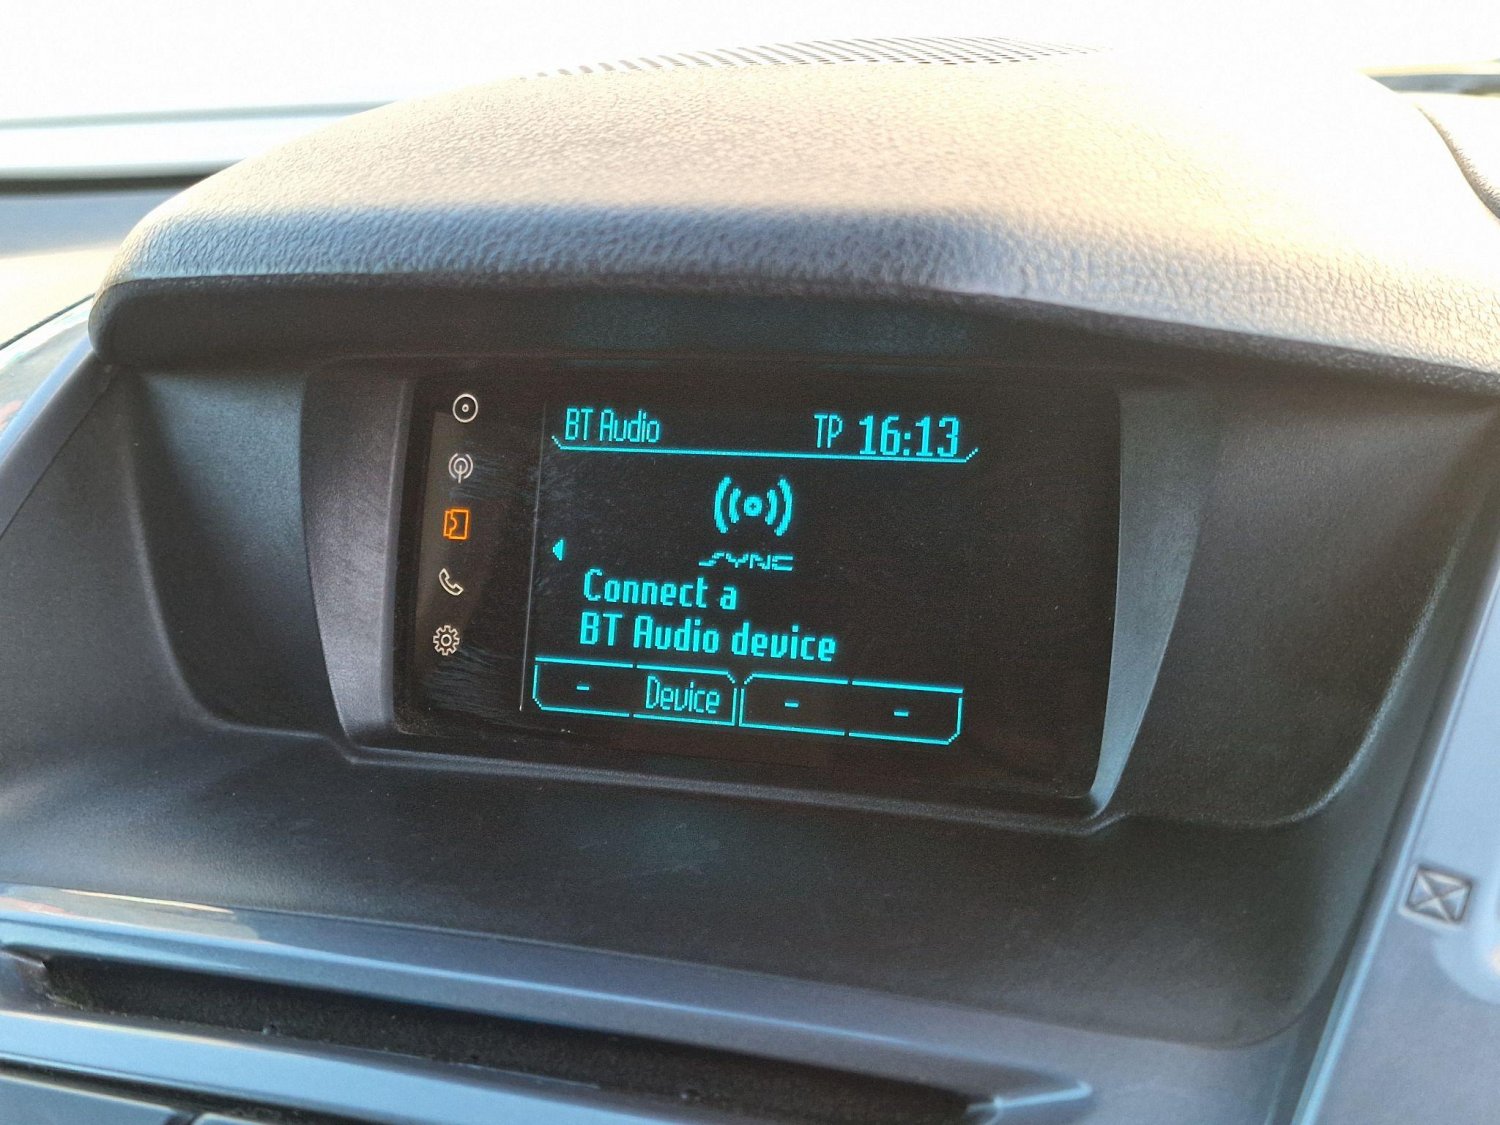 BT Audio TP 16:13
SYNC
Connect a
BT Audio device
- Device - -